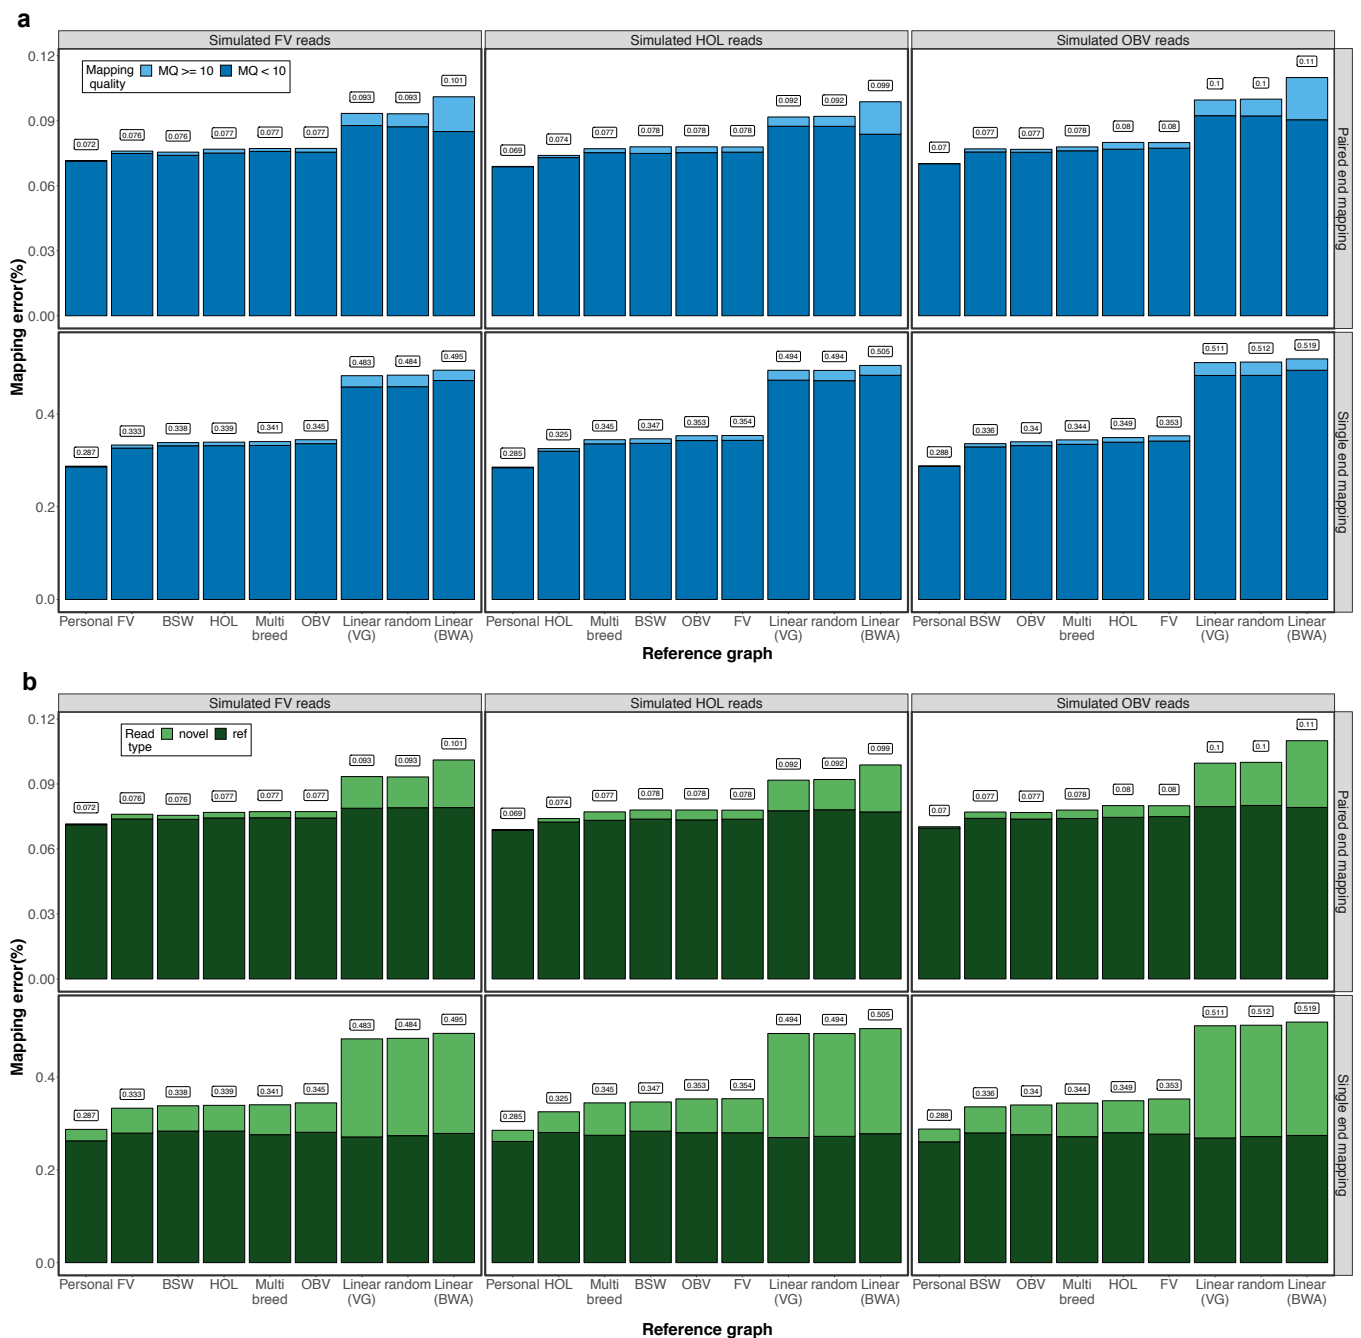 a
Simulated FV reads
Simulated HOL reads
Simulated OBV reads
Mapping quality
MQ >= 10
MQ < 10
Mapping error(%)
0.12
0.09
0.06
0.03
0.00
0.072 0.076 0.076 0.077 0.077 0.077 0.093 0.093 0.101
0.069 0.074 0.077 0.078 0.078 0.078 0.092 0.092 0.099
0.07 0.077 0.077 0.078 0.08 0.08 0.1 0.1 0.11
Paired end mapping
0.4
0.2
0.0
0.287 0.333 0.338 0.339 0.341 0.345 0.483 0.484 0.495
0.285 0.325 0.345 0.347 0.353 0.354 0.494 0.494 0.505
0.288 0.336 0.34 0.344 0.349 0.353 0.511 0.512 0.519
Single end mapping
Personal FV BSW HOL Multi breed OBV Linear (VG) random Linear (BWA)
Personal HOL Multi breed BSW OBV FV Linear (VG) random Linear (BWA)
Personal BSW OBV Multi breed HOL FV Linear (VG) random Linear (BWA)
Reference graph
b
Simulated FV reads
Simulated HOL reads
Simulated OBV reads
Read type
novel
ref
Mapping error(%)
0.12
0.09
0.06
0.03
0.00
0.072 0.076 0.076 0.077 0.077 0.077 0.093 0.093 0.101
0.069 0.074 0.077 0.078 0.078 0.078 0.092 0.092 0.099
0.07 0.077 0.077 0.078 0.08 0.08 0.1 0.1 0.11
Paired end mapping
0.4
0.2
0.0
0.287 0.333 0.338 0.339 0.341 0.345 0.483 0.484 0.495
0.285 0.325 0.345 0.347 0.353 0.354 0.494 0.494 0.505
0.288 0.336 0.34 0.344 0.349 0.353 0.511 0.512 0.519
Single end mapping
Personal FV BSW HOL Multi breed OBV Linear (VG) random Linear (BWA)
Personal HOL Multi breed BSW OBV FV Linear (VG) random Linear (BWA)
Personal BSW OBV Multi breed HOL FV Linear (VG) random Linear (BWA)
Reference graph